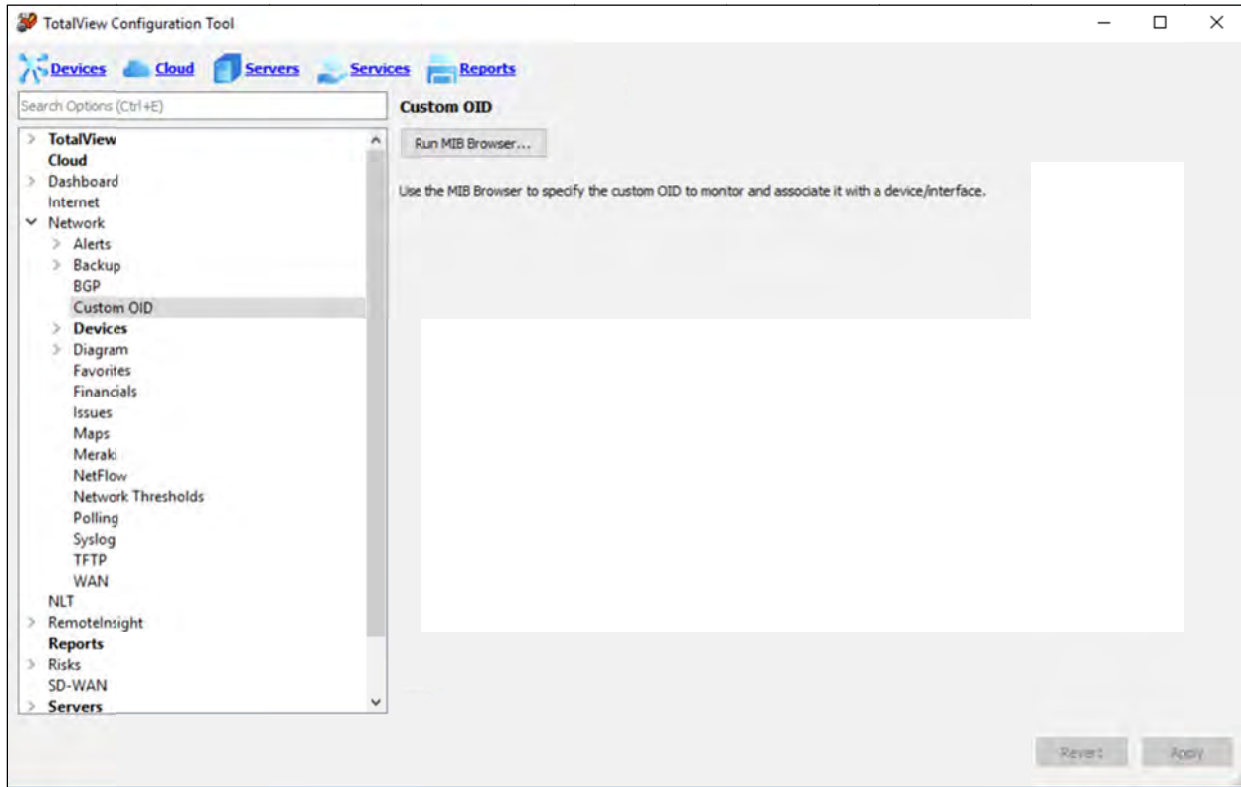 TotalView Configuration Tool
Devices Cloud Servers Services Reports
Search Options (Ctrl+E)
TotalView
Cloud
Dashboard
Internet
Network
Alerts
Backup
BGP
Custom OID
Devices
Diagram
Favorites
Financials
Issues
Maps
Meraki
NetFlow
Network Thresholds
Polling
Syslog
TFTP
WAN
NLT
RemoteInsight
Reports
Risks
SD-WAN
Servers
Custom OID
Run MIB Browser...
Use the MIB Browser to specify the custom OID to monitor and associate it with a device/interface.
Revert Apply